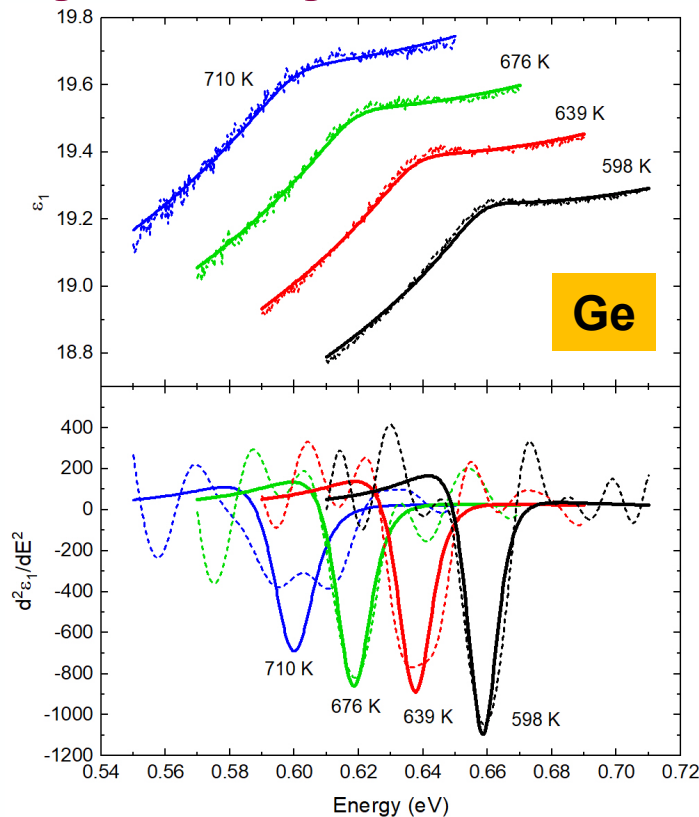 19.8
19.6
19.4
19.2
19.0
18.8
ε₁
710 K
676 K
639 K
598 K
Ge
400
200
0
-200
-400
-600
-800
-1000
-1200
d²ε₁/dE²
710 K
676 K
639 K
598 K
0.54 0.56 0.58 0.60 0.62 0.64 0.66 0.68 0.70 0.72
Energy (eV)